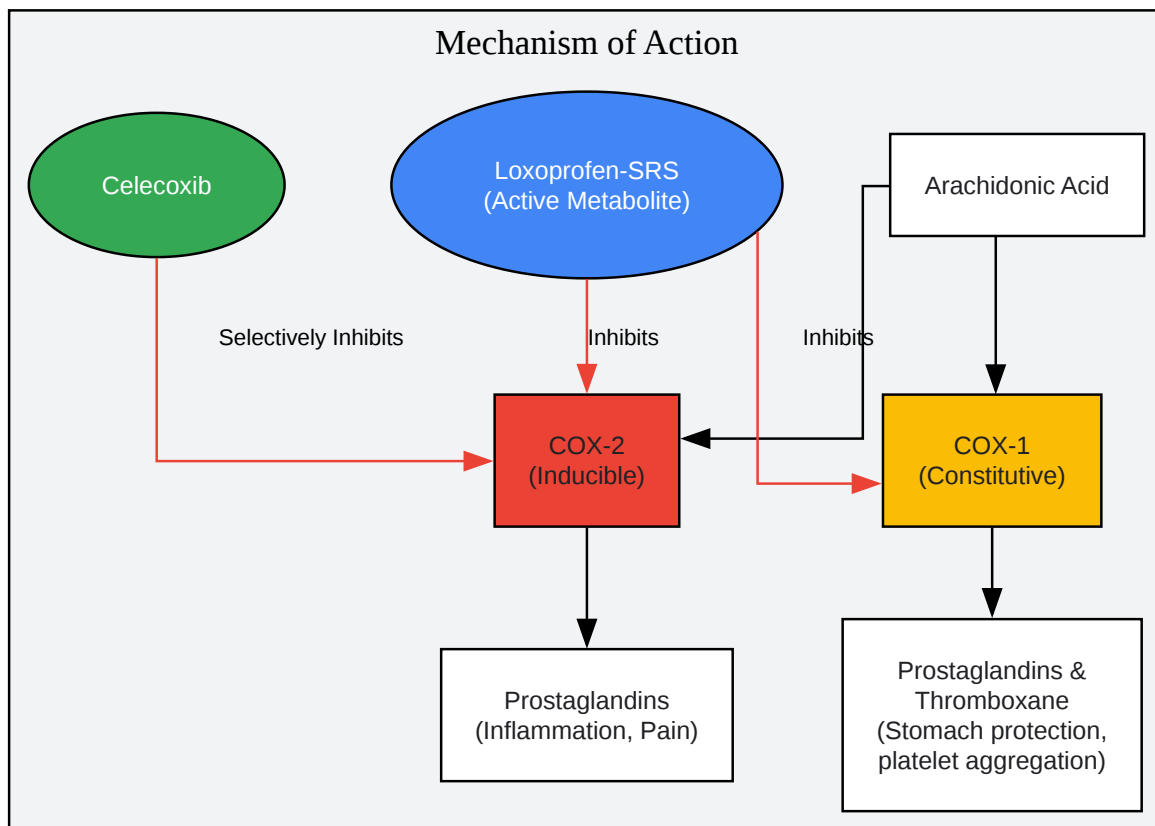 Mechanism of Action
Celecoxib
Loxoprofen-SRS
(Active Metabolite)
Arachidonic Acid
Selectively Inhibits
Inhibits
Inhibits
COX-2
(Inducible)
COX-1
(Constitutive)
Prostaglandins
(Inflammation, Pain)
Prostaglandins &
Thromboxane
(Stomach protection,
platelet aggregation)